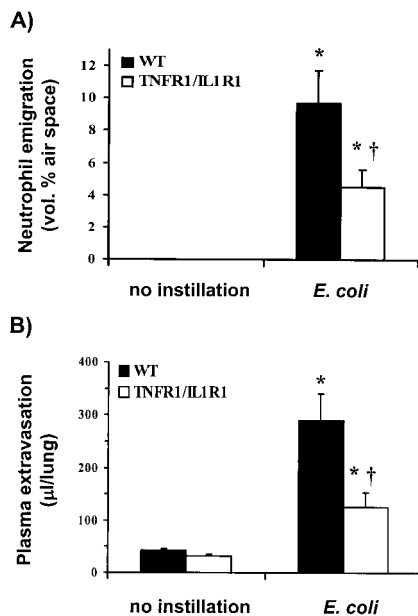 A)
WT
TNFR1/IL1R1
Neutrophil emigration
(vol. % air space)
12
10
8
6
4
2
0
*
* †
no instillation
E. coli
B)
WT
TNFR1/IL1R1
Plasma extravasation
(µl/lung)
400
300
200
100
0
*
* †
no instillation
E. coli